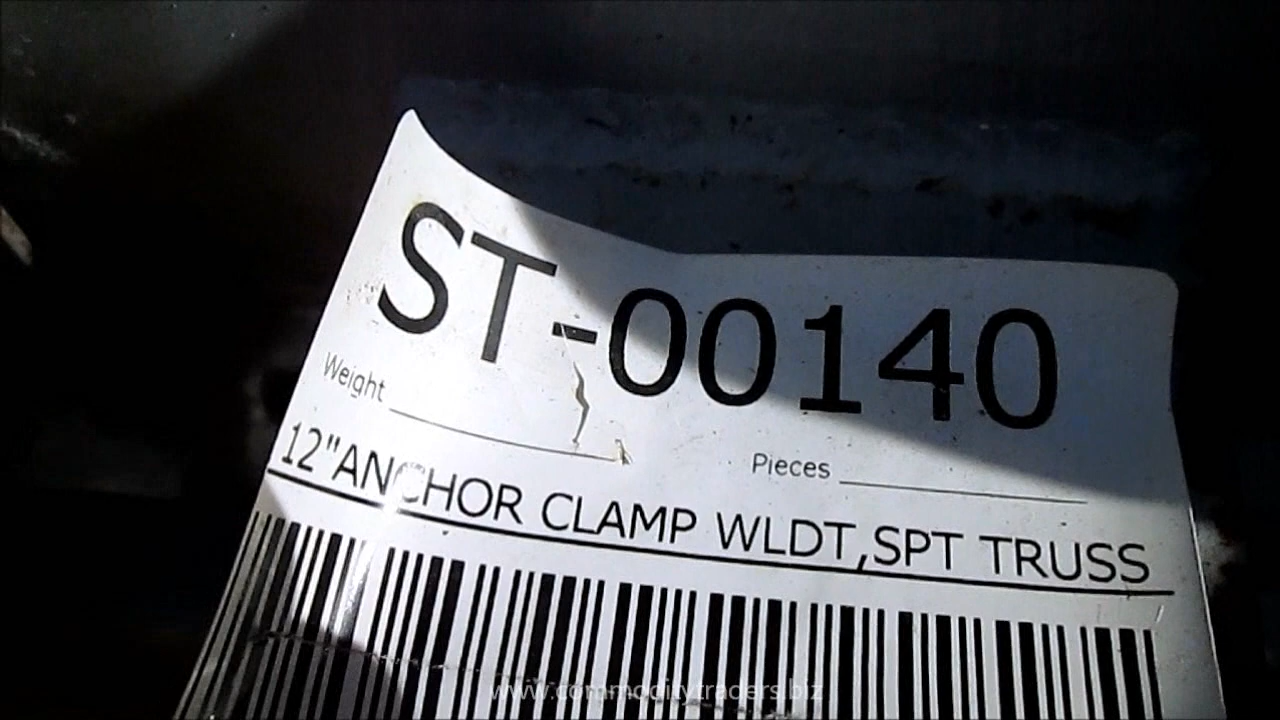 ST-00140
Weight
Pieces
12"ANCHOR CLAMP WLDT,SPT TRUSS
www.commoditytraders.biz